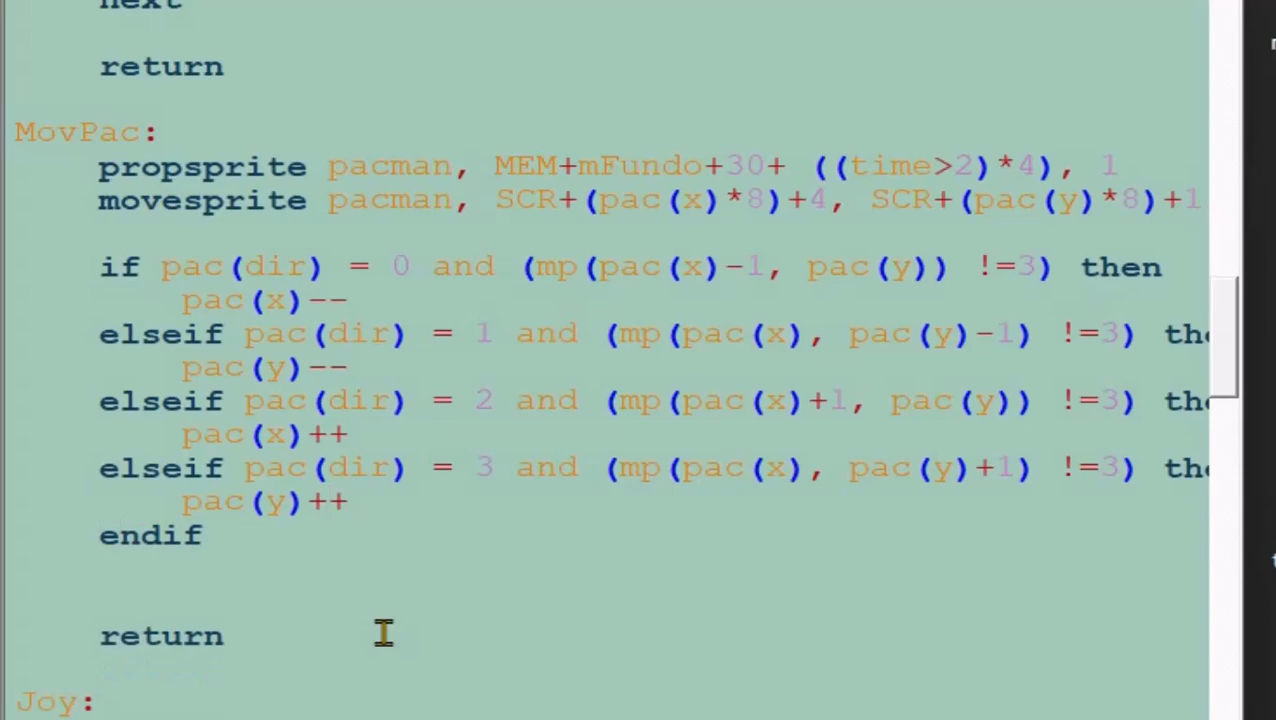 next
return
MovPac:
propsprite pacman, MEM+mFundo+30+ ((time>2)*4), 1
movesprite pacman, SCR+(pac(x)*8)+4, SCR+(pac(y)*8)+1
if pac(dir) = 0 and (mp(pac(x)-1, pac(y)) !=3) then
pac(x)--
elseif pac(dir) = 1 and (mp(pac(x), pac(y)-1) !=3) the
pac(y)--
elseif pac(dir) = 2 and (mp(pac(x)+1, pac(y)) !=3) the
pac(x)++
elseif pac(dir) = 3 and (mp(pac(x), pac(y)+1) !=3) the
pac(y)++
endif
return
Joy: